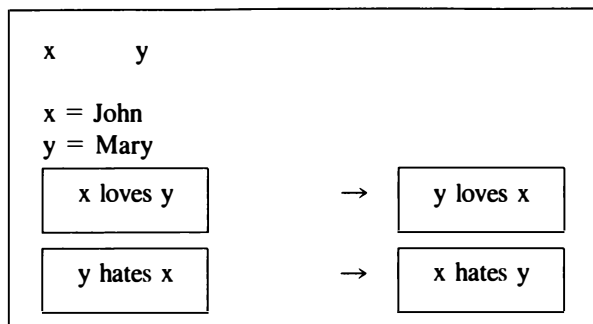 x y
x = John
y = Mary
x loves y → y loves x
y hates x → x hates y